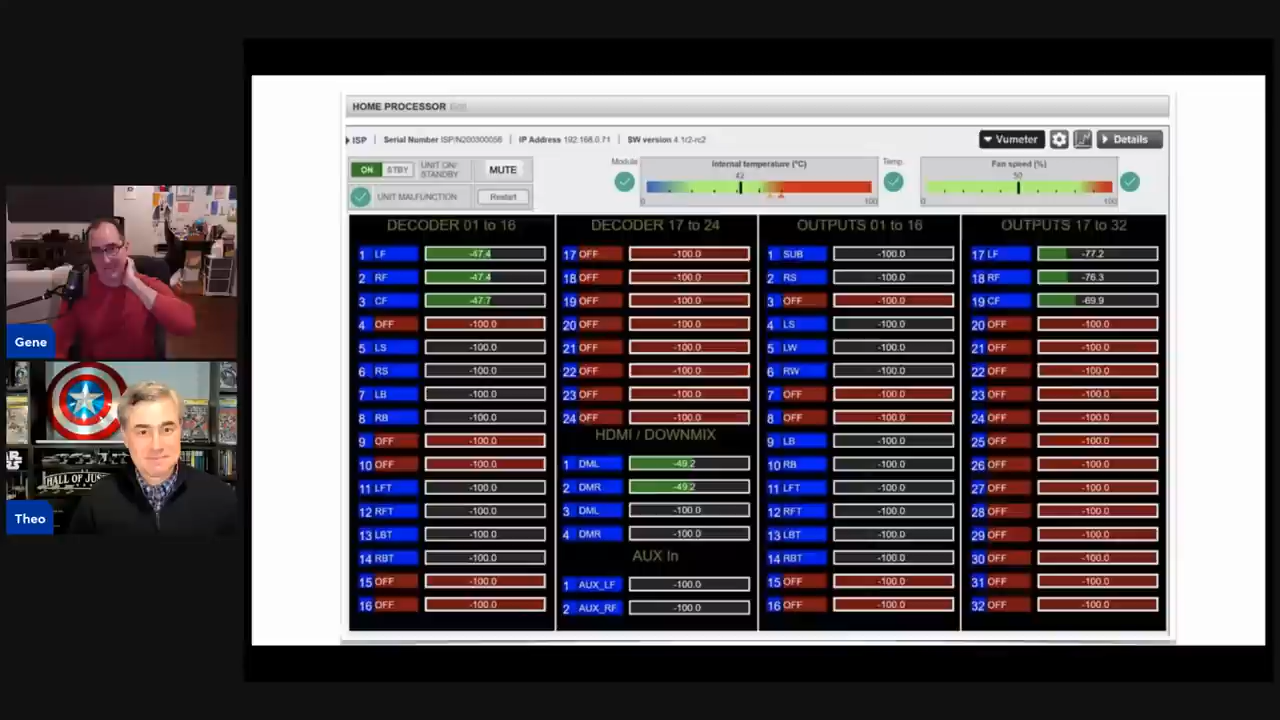 HOME PROCESSOR Edit
ISP | Serial Number ISP/N200300056 | IP Address 192.168.0.71 | SW version 4.1r2-rc2
Vumeter
Details
ON STBY UNIT ON/STANDBY MUTE
UNIT MALFUNCTION Restart
Module Internal temperature (°C) Temp. Fan speed (%)
42 50
0 100 0 100
DECODER 01 to 16
1 LF -47.4
2 RF -47.4
3 CF -47.7
4 OFF -100.0
5 LS -100.0
6 RS -100.0
7 LB -100.0
8 RB -100.0
9 OFF -100.0
10 OFF -100.0
11 LFT -100.0
12 RFT -100.0
13 LBT -100.0
14 RBT -100.0
15 OFF -100.0
16 OFF -100.0
DECODER 17 to 24
17 OFF -100.0
18 OFF -100.0
19 OFF -100.0
20 OFF -100.0
21 OFF -100.0
22 OFF -100.0
23 OFF -100.0
24 OFF -100.0
HDMI / DOWNMIX
1 DML -49.2
2 DMR -49.2
3 DML -100.0
4 DMR -100.0
AUX In
1 AUX_LF -100.0
2 AUX_RF -100.0
OUTPUTS 01 to 16
1 SUB -100.0
2 RS -100.0
3 OFF -100.0
4 LS -100.0
5 LW -100.0
6 RW -100.0
7 OFF -100.0
8 OFF -100.0
9 LB -100.0
10 RB -100.0
11 LFT -100.0
12 RFT -100.0
13 LBT -100.0
14 RBT -100.0
15 OFF -100.0
16 OFF -100.0
OUTPUTS 17 to 32
17 LF -77.2
18 RF -76.3
19 CF -69.9
20 OFF -100.0
21 OFF -100.0
22 OFF -100.0
23 OFF -100.0
24 OFF -100.0
25 OFF -100.0
26 OFF -100.0
27 OFF -100.0
28 OFF -100.0
29 OFF -100.0
30 OFF -100.0
31 OFF -100.0
32 OFF -100.0
Gene
HALL OF JUS
Theo